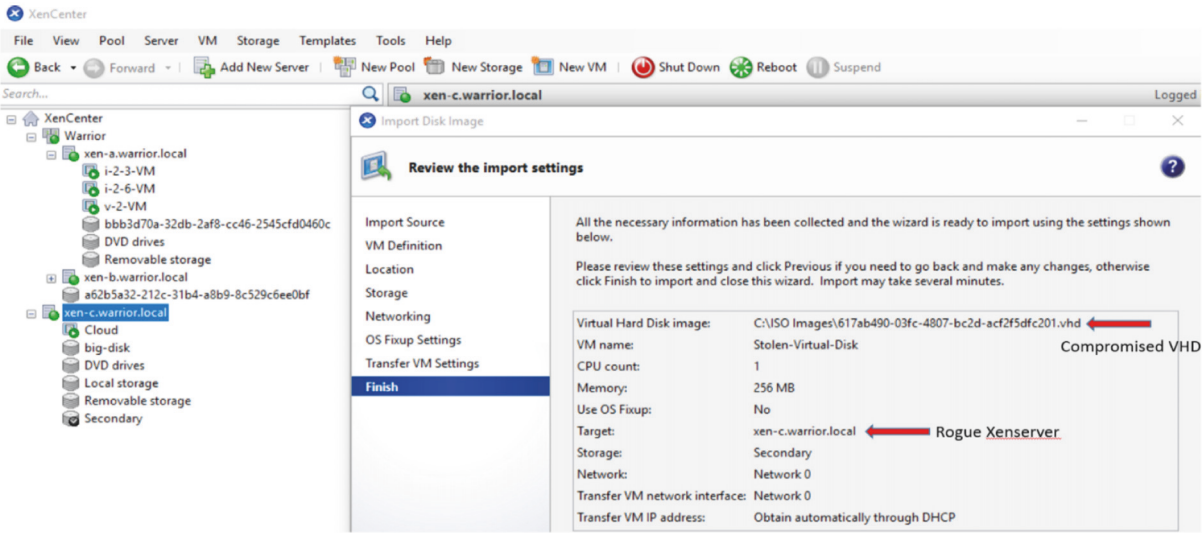 XenCenter
File View Pool Server VM Storage Templates Tools Help
Back Forward Add New Server New Pool New Storage New VM Shut Down Reboot Suspend
Search...
xen-c.warrior.local Logged
XenCenter
Warrior
xen-a.warrior.local
i-2-3-VM
i-2-6-VM
v-2-VM
bbb3d70a-32db-2af8-cc46-2545cfd0460c
DVD drives
Removable storage
xen-b.warrior.local
a62b5a32-212c-31b4-a8b9-8c529c6ee0bf
xen-c.warrior.local
Cloud
big-disk
DVD drives
Local storage
Removable storage
Secondary
Import Disk Image
Review the import settings
?
Import Source
VM Definition
Location
Storage
Networking
OS Fixup Settings
Transfer VM Settings
Finish
All the necessary information has been collected and the wizard is ready to import using the settings shown
below.
Please review these settings and click Previous if you need to go back and make any changes, otherwise
click Finish to import and close this wizard. Import may take several minutes.
Virtual Hard Disk image: C:\ISO Images\617ab490-03fc-4807-bc2d-acf2f5dfc201.vhd
Compromised VHD
VM name: Stolen-Virtual-Disk
CPU count: 1
Memory: 256 MB
Use OS Fixup: No
Target: xen-c.warrior.local Rogue Xenserver
Storage: Secondary
Network: Network 0
Transfer VM network interface: Network 0
Transfer VM IP address: Obtain automatically through DHCP